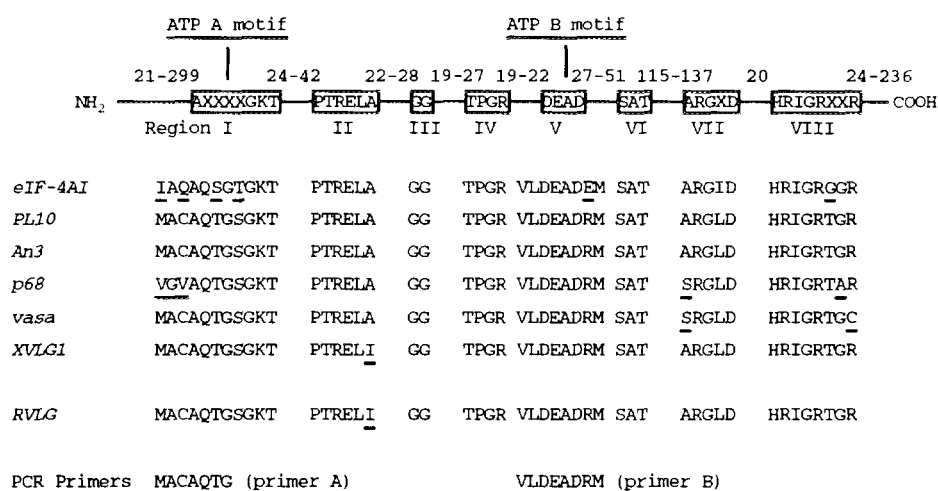 ATP A motif ATP B motif
21-299 24-42 22-28 19-27 19-22 27-51 115-137 20 24-236
NH2 AXXXXGKT PTRELA GG TPGR DEAD SAT ARGXD HRIGRXXR COOH
Region I II III IV V VI VII VIII
eIF-4AI IAQAQSGTGKT PTRELA GG TPGR VLDEADEM SAT ARGID HRIGRGGR
PL10 MACAQTGSGKT PTRELA GG TPGR VLDEADRM SAT ARGLD HRIGRTGR
An3 MACAQTGSGKT PTRELA GG TPGR VLDEADRM SAT ARGLD HRIGRTGR
p68 VGVAQTGSGKT PTRELA GG TPGR VLDEADRM SAT SRGLD HRIGRTAR
vasa MACAQTGSGKT PTRELA GG TPGR VLDEADRM SAT SRGLD HRIGRTGC
XVLG1 MACAQTGSGKT PTRELI GG TPGR VLDEADRM SAT ARGLD HRIGRTGR
RVLG MACAQTGSGKT PTRELI GG TPGR VLDEADRM SAT ARGLD HRIGRTGR
PCR Primers MACAQTG (primer A) VLDEADRM (primer B)